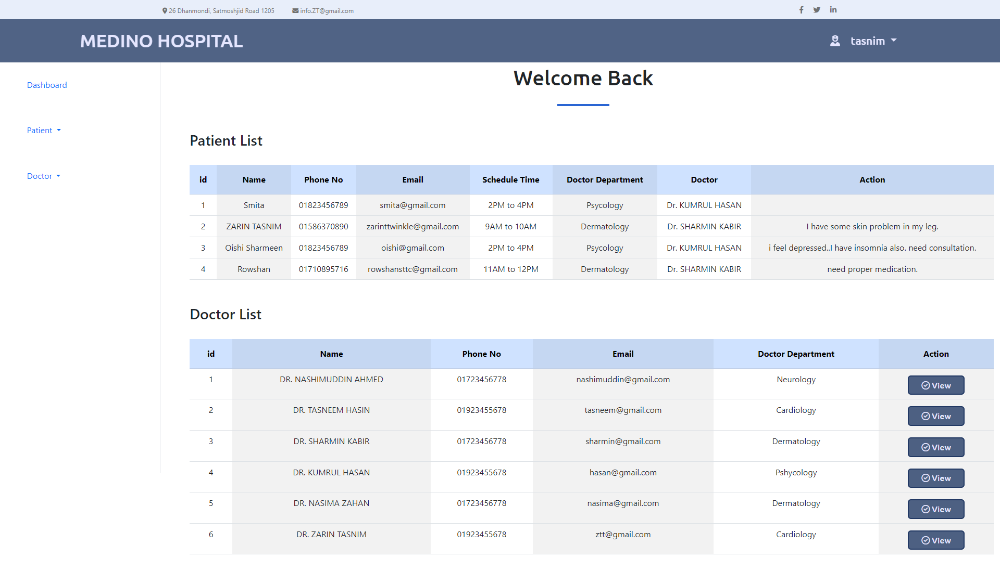 26 Dhanmondi, Satmoshjid Road 1205 info.ZT@gmail.com
MEDINO HOSPITAL tasnim
Dashboard
Patient
Doctor
Welcome Back
Patient List
id Name Phone No Email Schedule Time Doctor Department Doctor Action
1 Smita 01823456789 smita@gmail.com 2PM to 4PM Psycology Dr. KUMRUL HASAN
2 ZARIN TASNIM 01586370890 zarinttwinkle@gmail.com 9AM to 10AM Dermatology Dr. SHARMIN KABIR I have some skin problem in my leg.
3 Oishi Sharmeen 01823456789 oishi@gmail.com 2PM to 4PM Psycology Dr. KUMRUL HASAN i feel depressed..I have insomnia also. need consultation.
4 Rowshan 01710895716 rowshansttc@gmail.com 11AM to 12PM Dermatology Dr. SHARMIN KABIR need proper medication.
Doctor List
id Name Phone No Email Doctor Department Action
1 DR. NASHIMUDDIN AHMED 01723456778 nashimuddin@gmail.com Neurology View
2 DR. TASNEEM HASIN 01923455678 tasneem@gmail.com Cardiology View
3 DR. SHARMIN KABIR 01723456778 sharmin@gmail.com Dermatology View
4 DR. KUMRUL HASAN 01923455678 hasan@gmail.com Pshycology View
5 DR. NASIMA ZAHAN 01723456778 nasima@gmail.com Dermatology View
6 DR. ZARIN TASNIM 01923455678 ztt@gmail.com Cardiology View